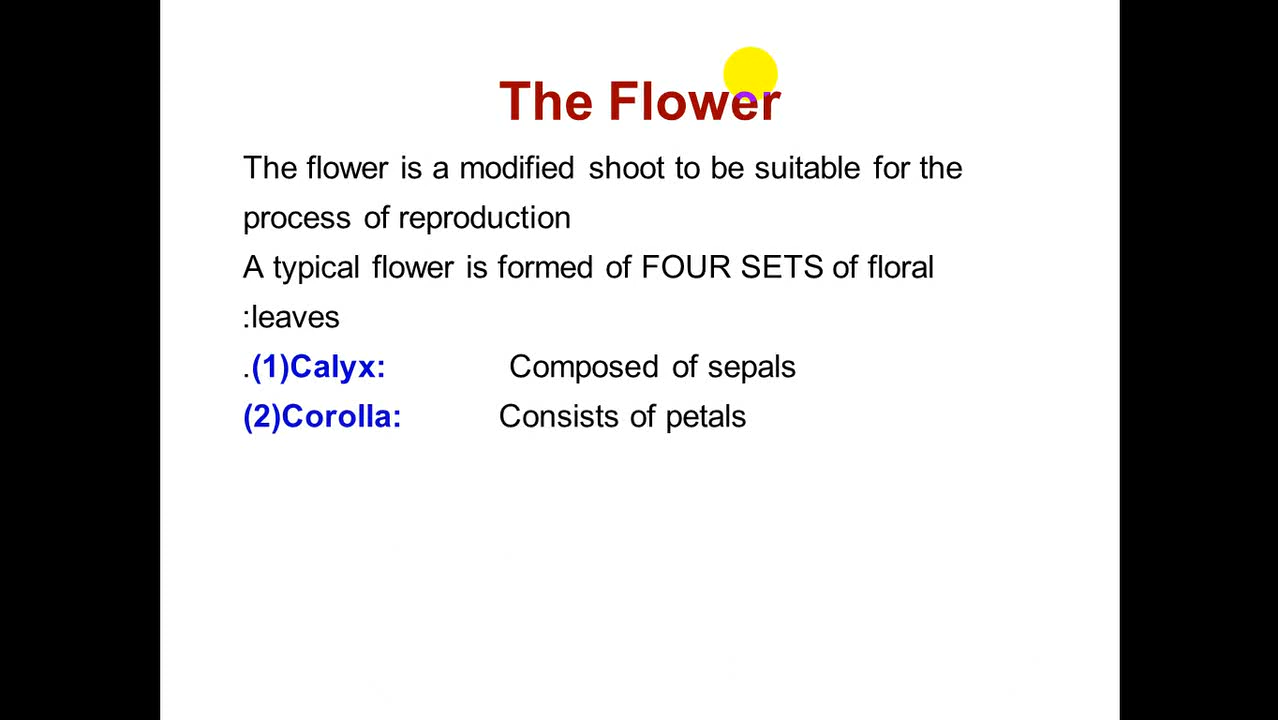 The Flower
The flower is a modified shoot to be suitable for the
process of reproduction
A typical flower is formed of FOUR SETS of floral
:leaves
.(1)Calyx: Composed of sepals
(2)Corolla: Consists of petals